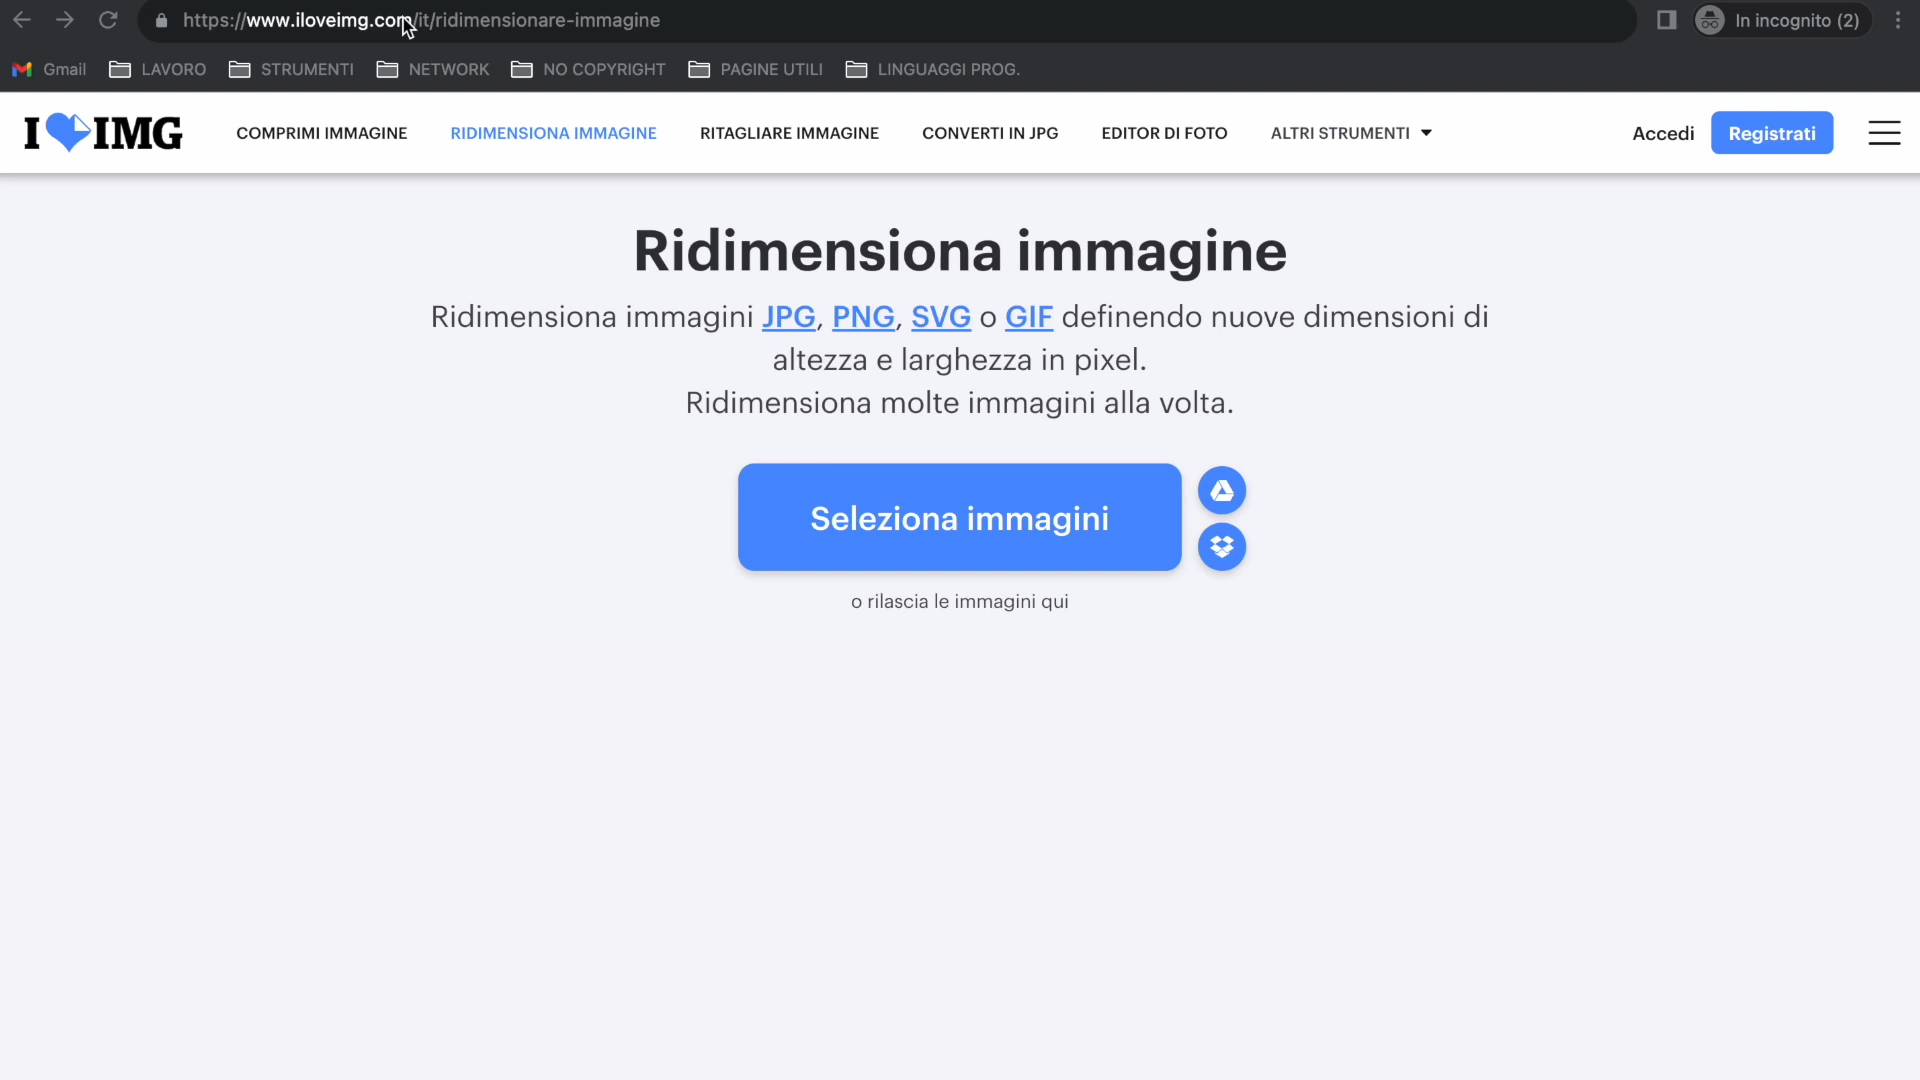 https://www.iloveimg.com/it/ridimensionare-immagine
In incognito (2)
Gmail LAVORO STRUMENTI NETWORK NO COPYRIGHT PAGINE UTILI LINGUAGGI PROG.
I IMG COMPRIMI IMMAGINE RIDIMENSIONA IMMAGINE RITAGLIARE IMMAGINE CONVERTI IN JPG EDITOR DI FOTO ALTRI STRUMENTI Accedi Registrati
Ridimensiona immagine
Ridimensiona immagini JPG, PNG, SVG o GIF definendo nuove dimensioni di
altezza e larghezza in pixel.
Ridimensiona molte immagini alla volta.
Seleziona immagini
o rilascia le immagini qui